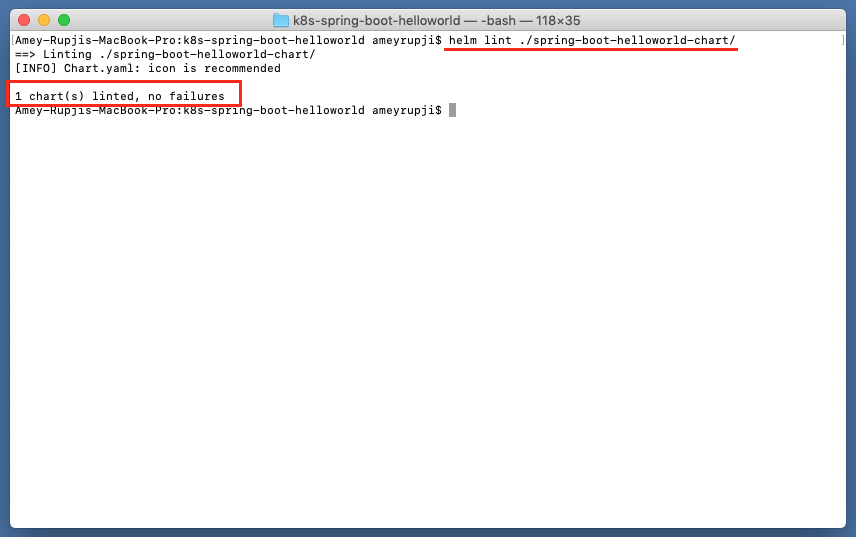 k8s-spring-boot-helloworld — -bash — 118×35
[Amey-Rupjis-MacBook-Pro:k8s-spring-boot-helloworld ameyrupji$ helm lint ./spring-boot-helloworld-chart/ ]
==> Linting ./spring-boot-helloworld-chart/
[INFO] Chart.yaml: icon is recommended
1 chart(s) linted, no failures
Amey-Rupjis-MacBook-Pro:k8s-spring-boot-helloworld ameyrupji$